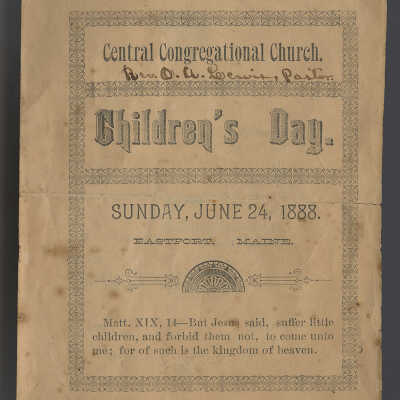 Central Congregational Church.
Rev. O. A. Lewis, Pastor.
Children's Day.
SUNDAY, JUNE 24, 1888.
EASTPORT, MAINE.
Matt. XIX, 14—But Jesus said, suffer little
children, and forbid them not, to come unto
me; for of such is the kingdom of heaven.